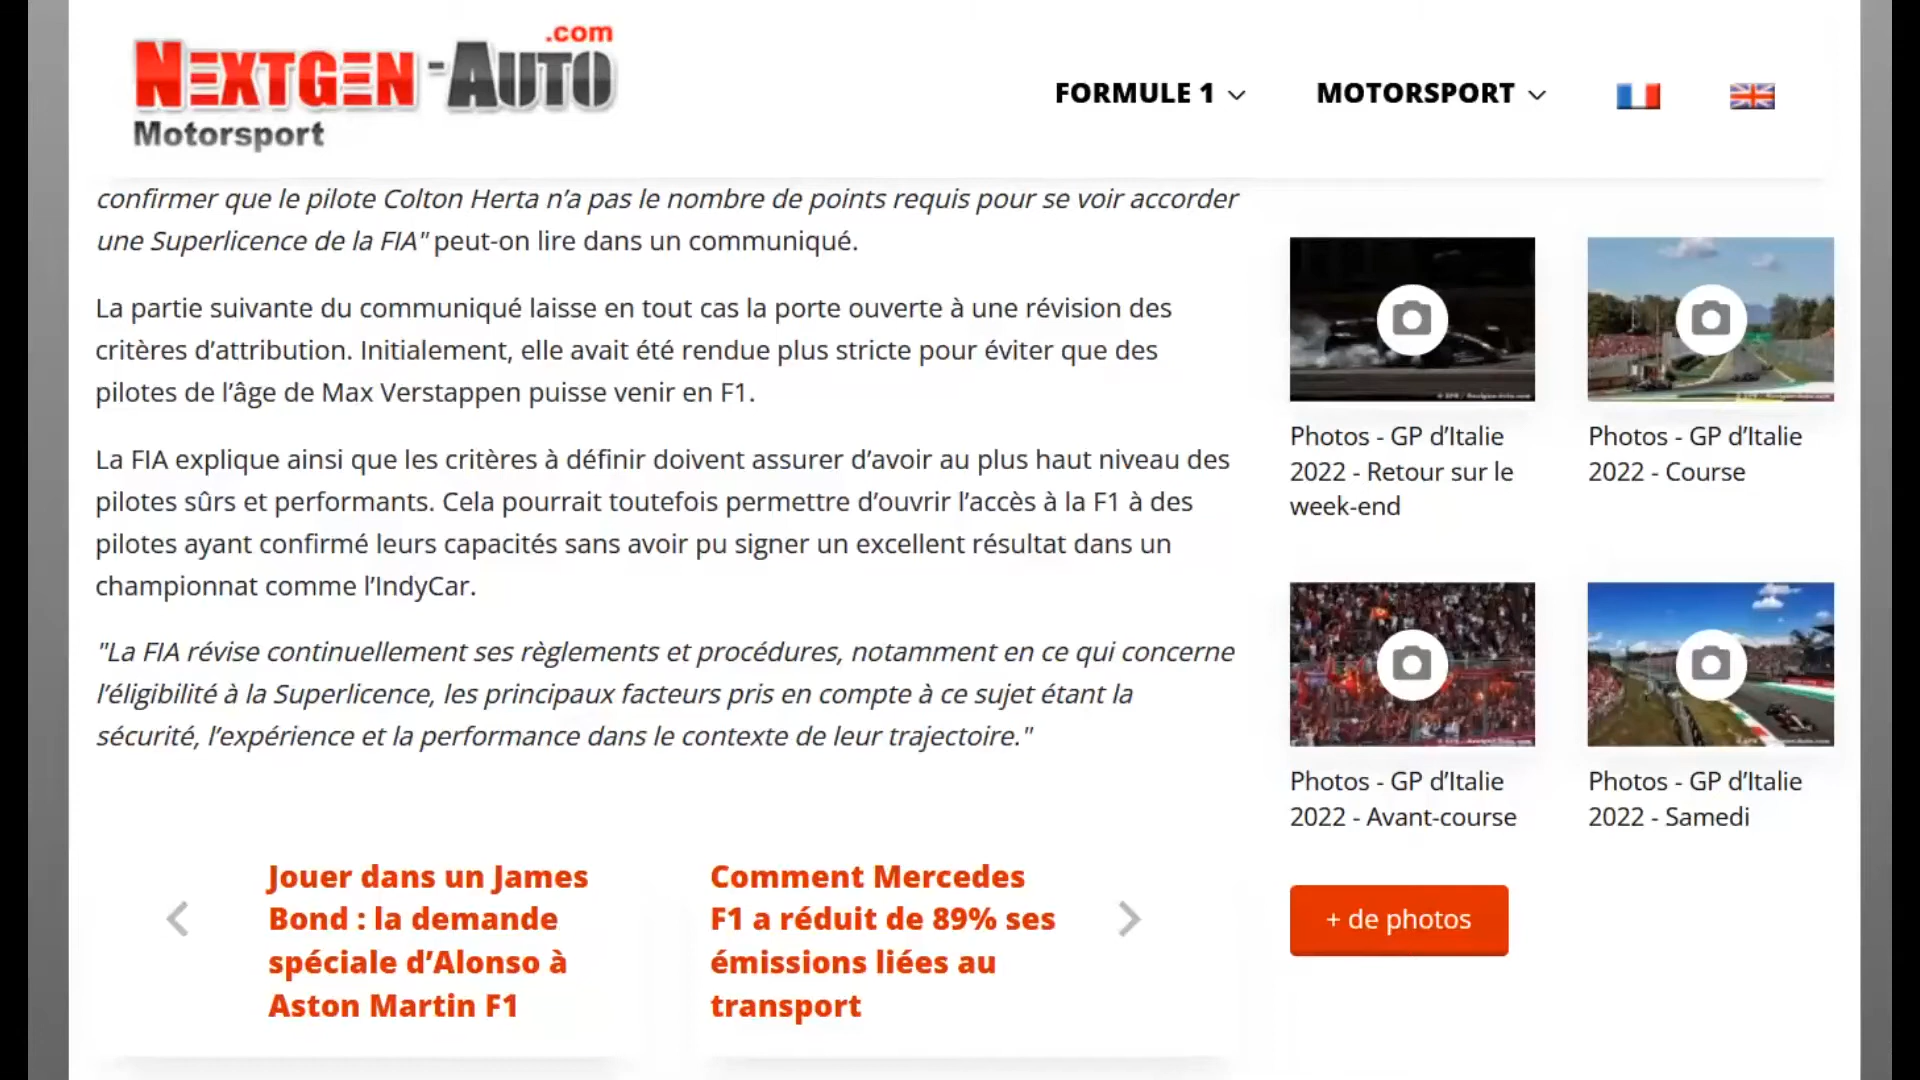 .com
NEXTGEN-AUTO
Motorsport
FORMULE 1
MOTORSPORT
confirmer que le pilote Colton Herta n’a pas le nombre de points requis pour se voir accorder
une Superlicence de la FIA" peut-on lire dans un communiqué.
La partie suivante du communiqué laisse en tout cas la porte ouverte à une révision des
critères d’attribution. Initialement, elle avait été rendue plus stricte pour éviter que des
pilotes de l’âge de Max Verstappen puisse venir en F1.
La FIA explique ainsi que les critères à définir doivent assurer d’avoir au plus haut niveau des
pilotes sûrs et performants. Cela pourrait toutefois permettre d’ouvrir l’accès à la F1 à des
pilotes ayant confirmé leurs capacités sans avoir pu signer un excellent résultat dans un
championnat comme l’IndyCar.
"La FIA révise continuellement ses règlements et procédures, notamment en ce qui concerne
l’éligibilité à la Superlicence, les principaux facteurs pris en compte à ce sujet étant la
sécurité, l’expérience et la performance dans le contexte de leur trajectoire."
Jouer dans un James
Bond : la demande
spéciale d’Alonso à
Aston Martin F1
Comment Mercedes
F1 a réduit de 89% ses
émissions liées au
transport
Photos - GP d’Italie
2022 - Retour sur le
week-end
Photos - GP d’Italie
2022 - Course
Photos - GP d’Italie
2022 - Avant-course
Photos - GP d’Italie
2022 - Samedi
+ de photos